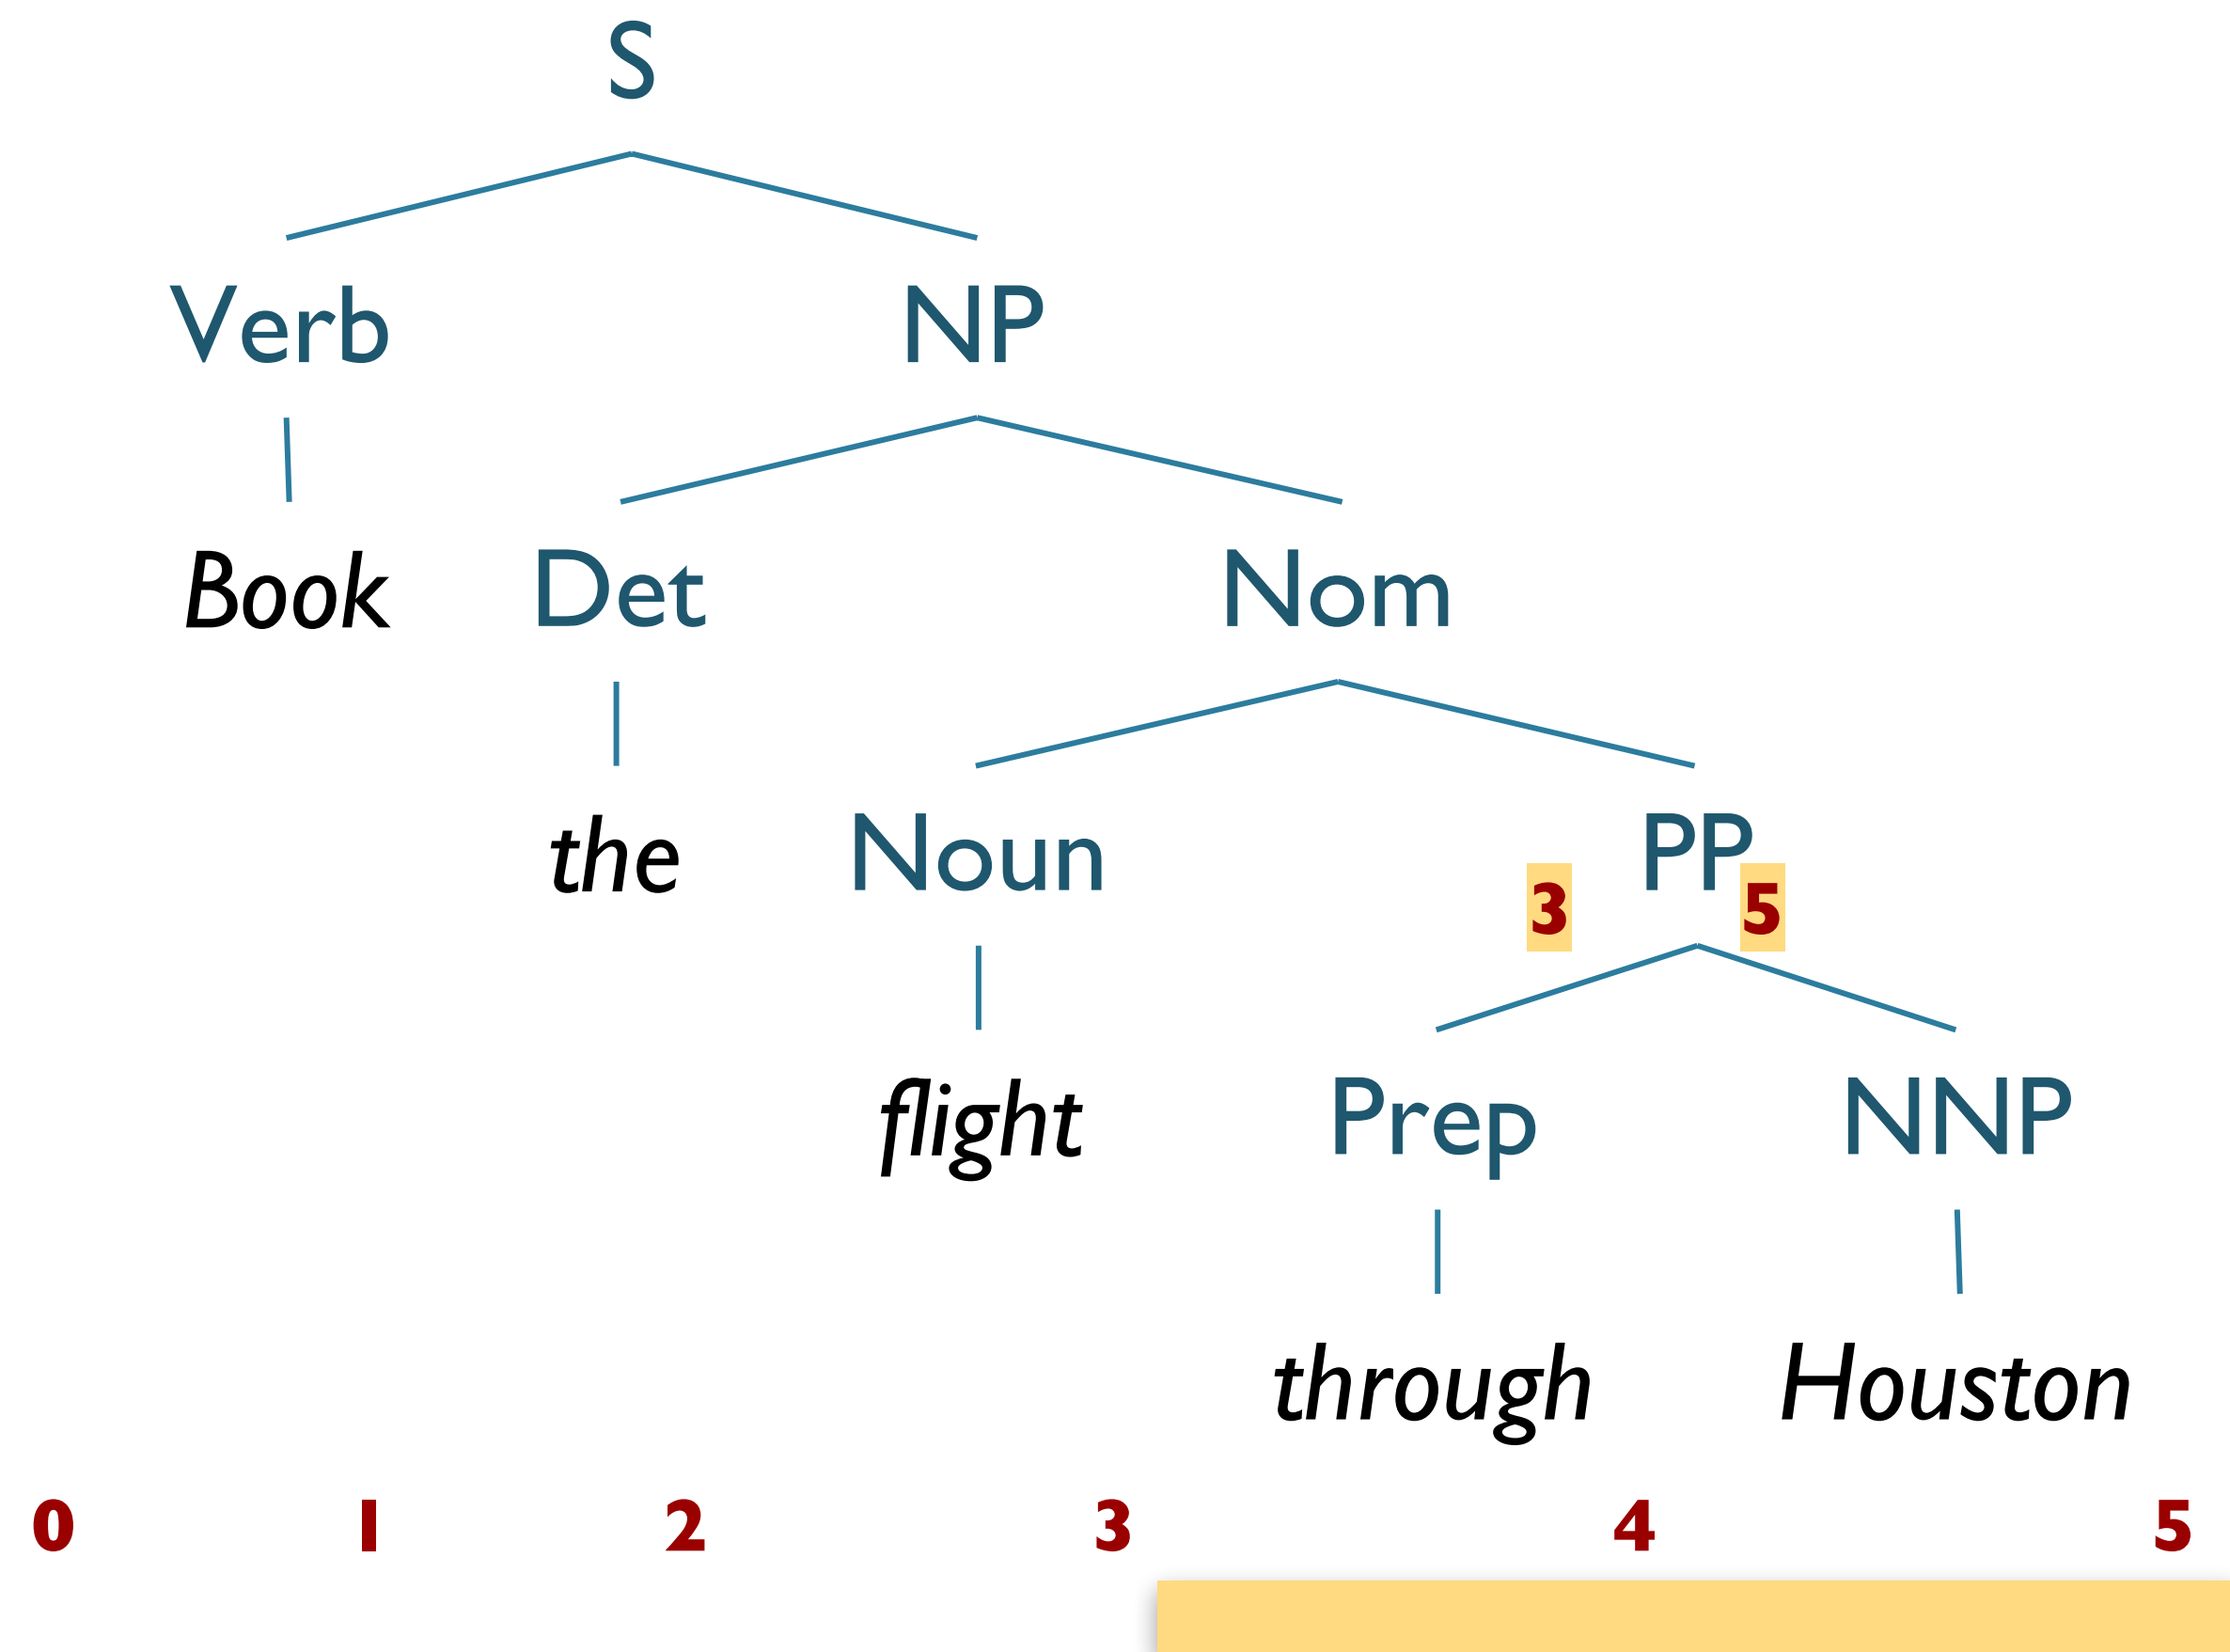 S
Verb NP
Book Det Nom
the Noun 3 PP 5
flight Prep NNP
through Houston
0 1 2 3 4 5